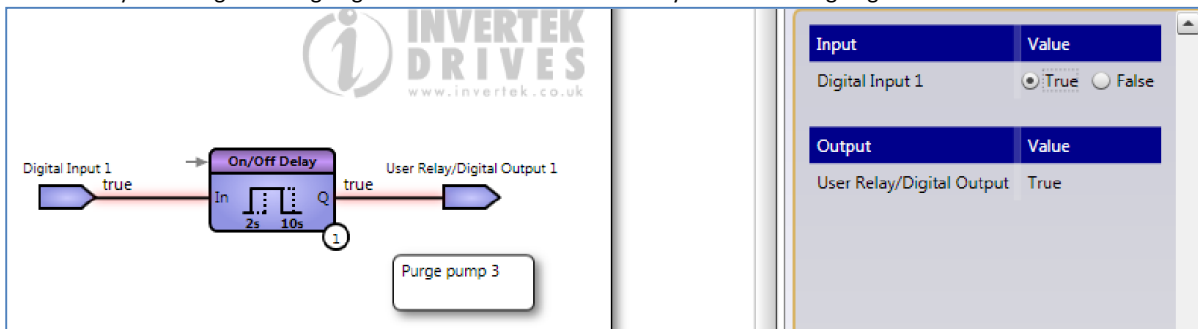 INVERTEK
DRIVES
www.invertek.co.uk
Digital Input 1
true
On/Off Delay
In
Q
2s 10s
1
true
User Relay/Digital Output 1
Purge pump 3
Input Value
Digital Input 1 True False
Output Value
User Relay/Digital Output True